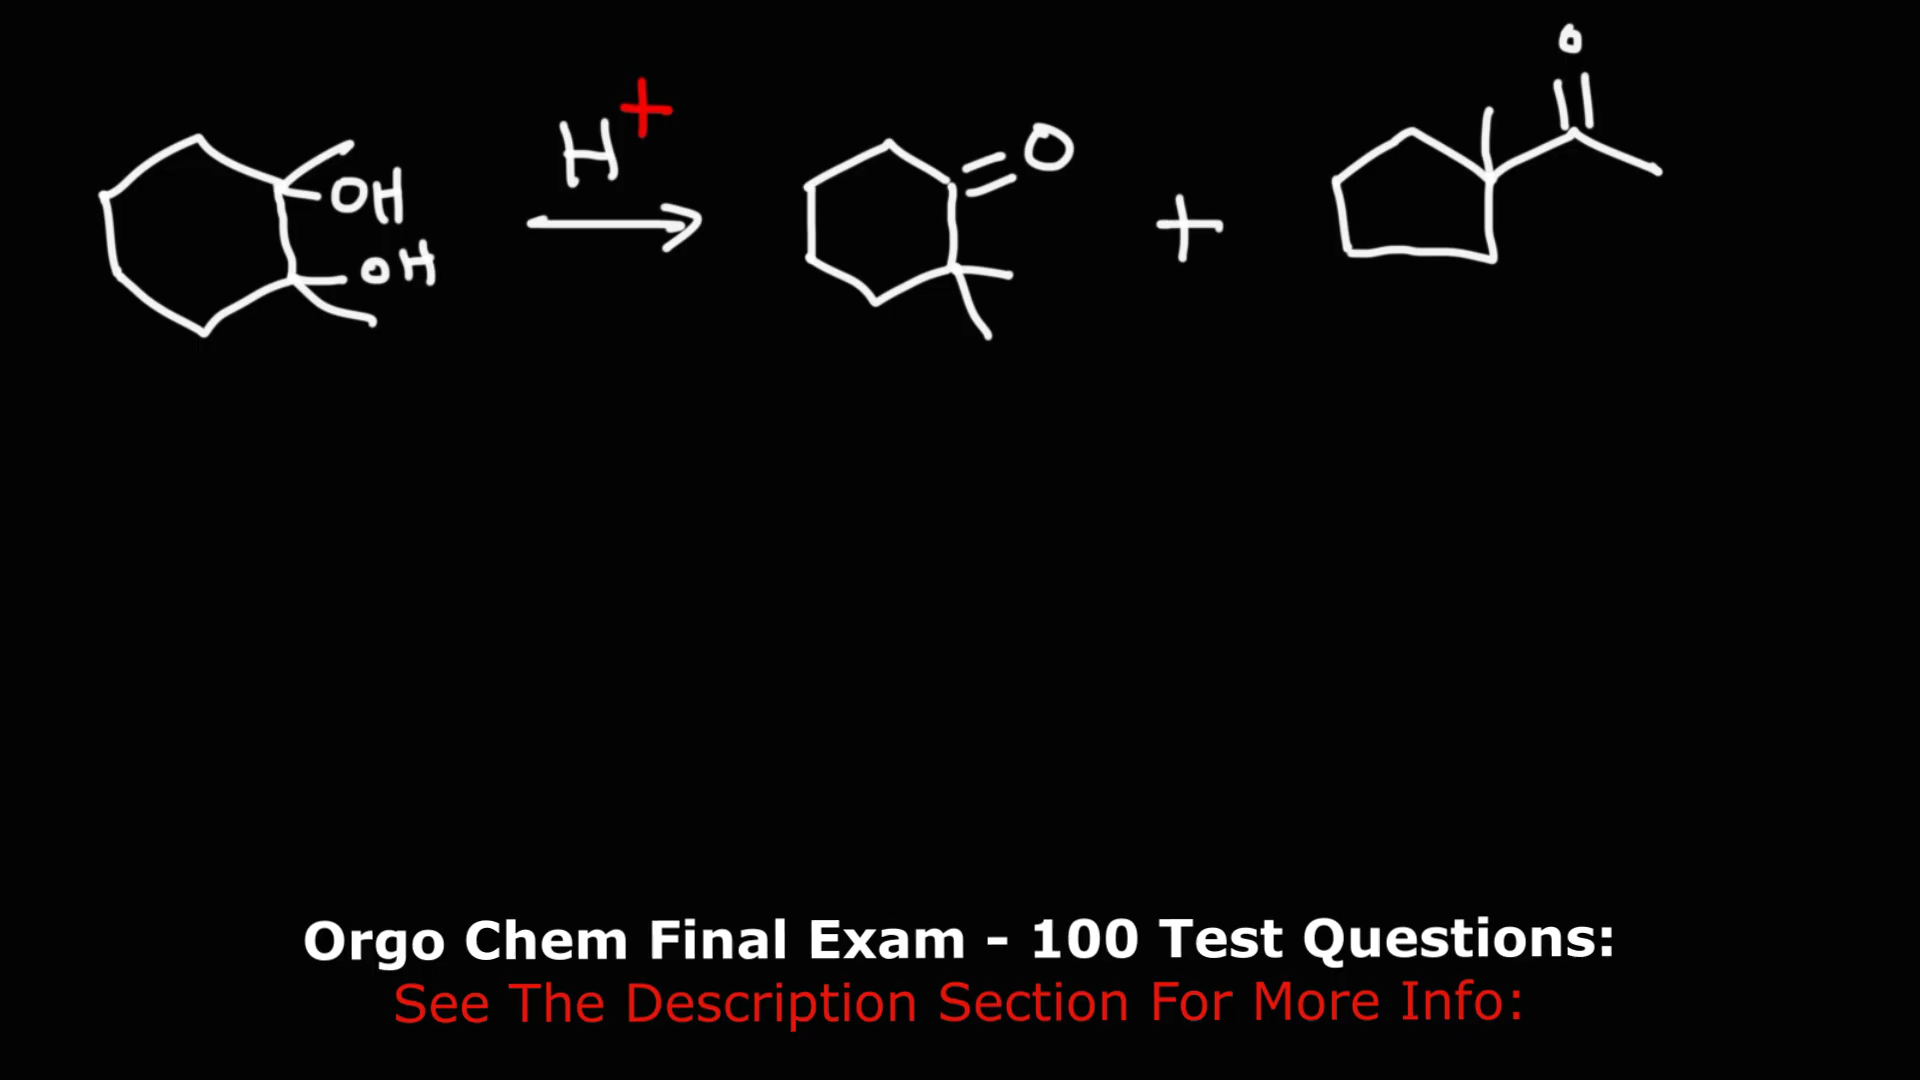 O
H+
O
OH
+
OH
Orgo Chem Final Exam - 100 Test Questions:
See The Description Section For More Info: